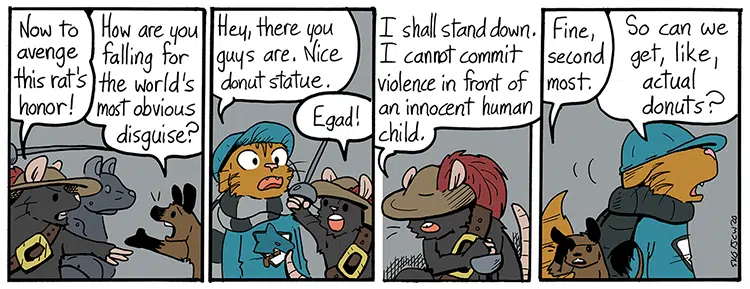 Now to
avenge
this rat's
honor!
How are you
falling for
the world's
most obvious
disguise?
Hey, there you
guys are. Nice
donut statue.
Egad!
I shall stand down.
I cannot commit
violence in front of
an innocent human
child.
Fine,
second
most.
So can we
get, like,
actual
donuts?